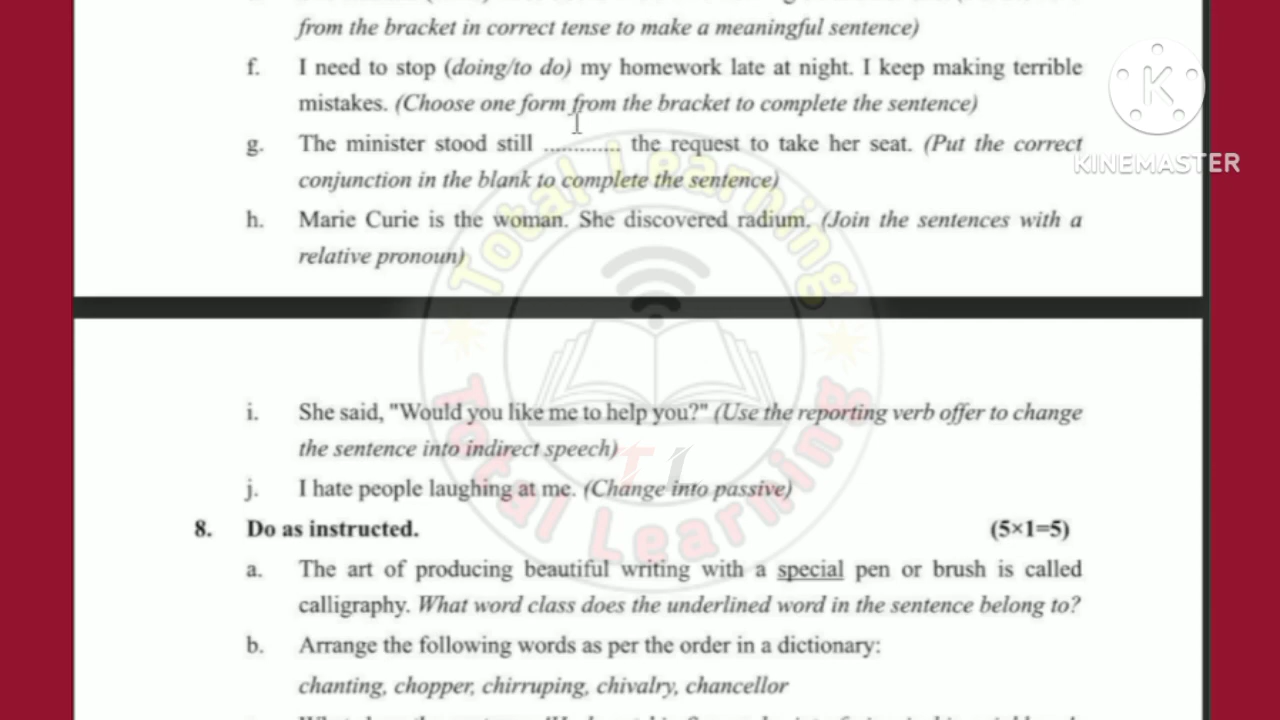 from the bracket in correct tense to make a meaningful sentence)
f. I need to stop (doing/to do) my homework late at night. I keep making terrible
mistakes. (Choose one form from the bracket to complete the sentence)
g. The minister stood still ............. the request to take her seat. (Put the correct
conjunction in the blank to complete the sentence)
h. Marie Curie is the woman. She discovered radium. (Join the sentences with a
relative pronoun)
K
KINEMASTER
Total Learning
i. She said, "Would you like me to help you?" (Use the reporting verb offer to change
the sentence into indirect speech)
TL
j. I hate people laughing at me. (Change into passive)
Total Learning
8. Do as instructed. (5×1=5)
a. The art of producing beautiful writing with a special pen or brush is called
calligraphy. What word class does the underlined word in the sentence belong to?
b. Arrange the following words as per the order in a dictionary:
chanting, chopper, chirruping, chivalry, chancellor